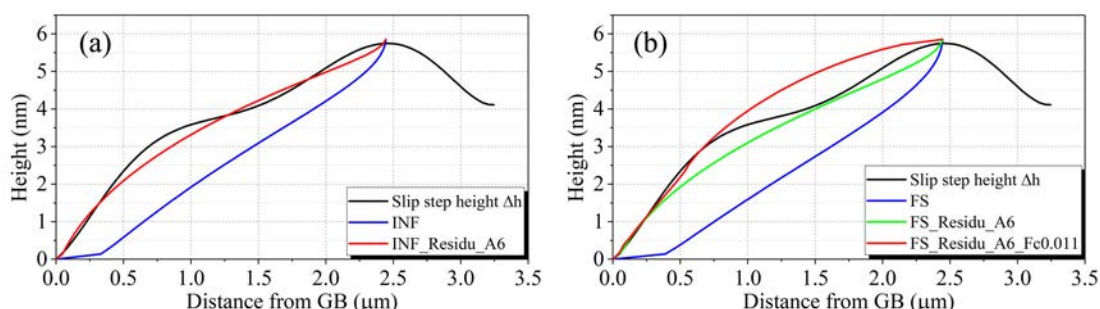 (a)
Height (nm)
6
5
4
3
2
1
0
0.0 0.5 1.0 1.5 2.0 2.5 3.0 3.5
Distance from GB (μm)
Slip step height Δh
INF
INF_Residu_A6
(b)
Height (nm)
6
5
4
3
2
1
0
0.0 0.5 1.0 1.5 2.0 2.5 3.0 3.5
Distance from GB (μm)
Slip step height Δh
FS
FS_Residu_A6
FS_Residu_A6_Fc0.011